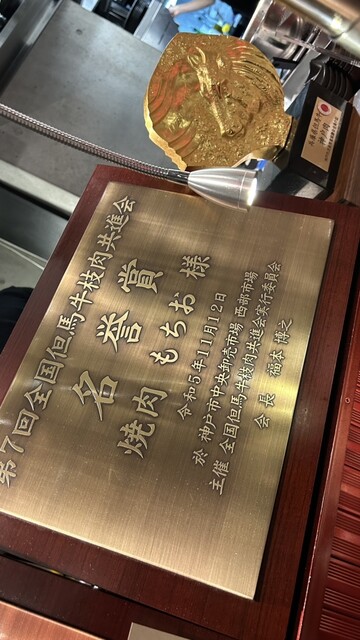 第7回全国但馬牛枝肉共進会
名誉賞
焼肉 もちお 様
令和5年11月12日
於 神戸市中央卸売市場 西部市場
主催 全国但馬牛枝肉共進会実行委員会
会長 福本 博之